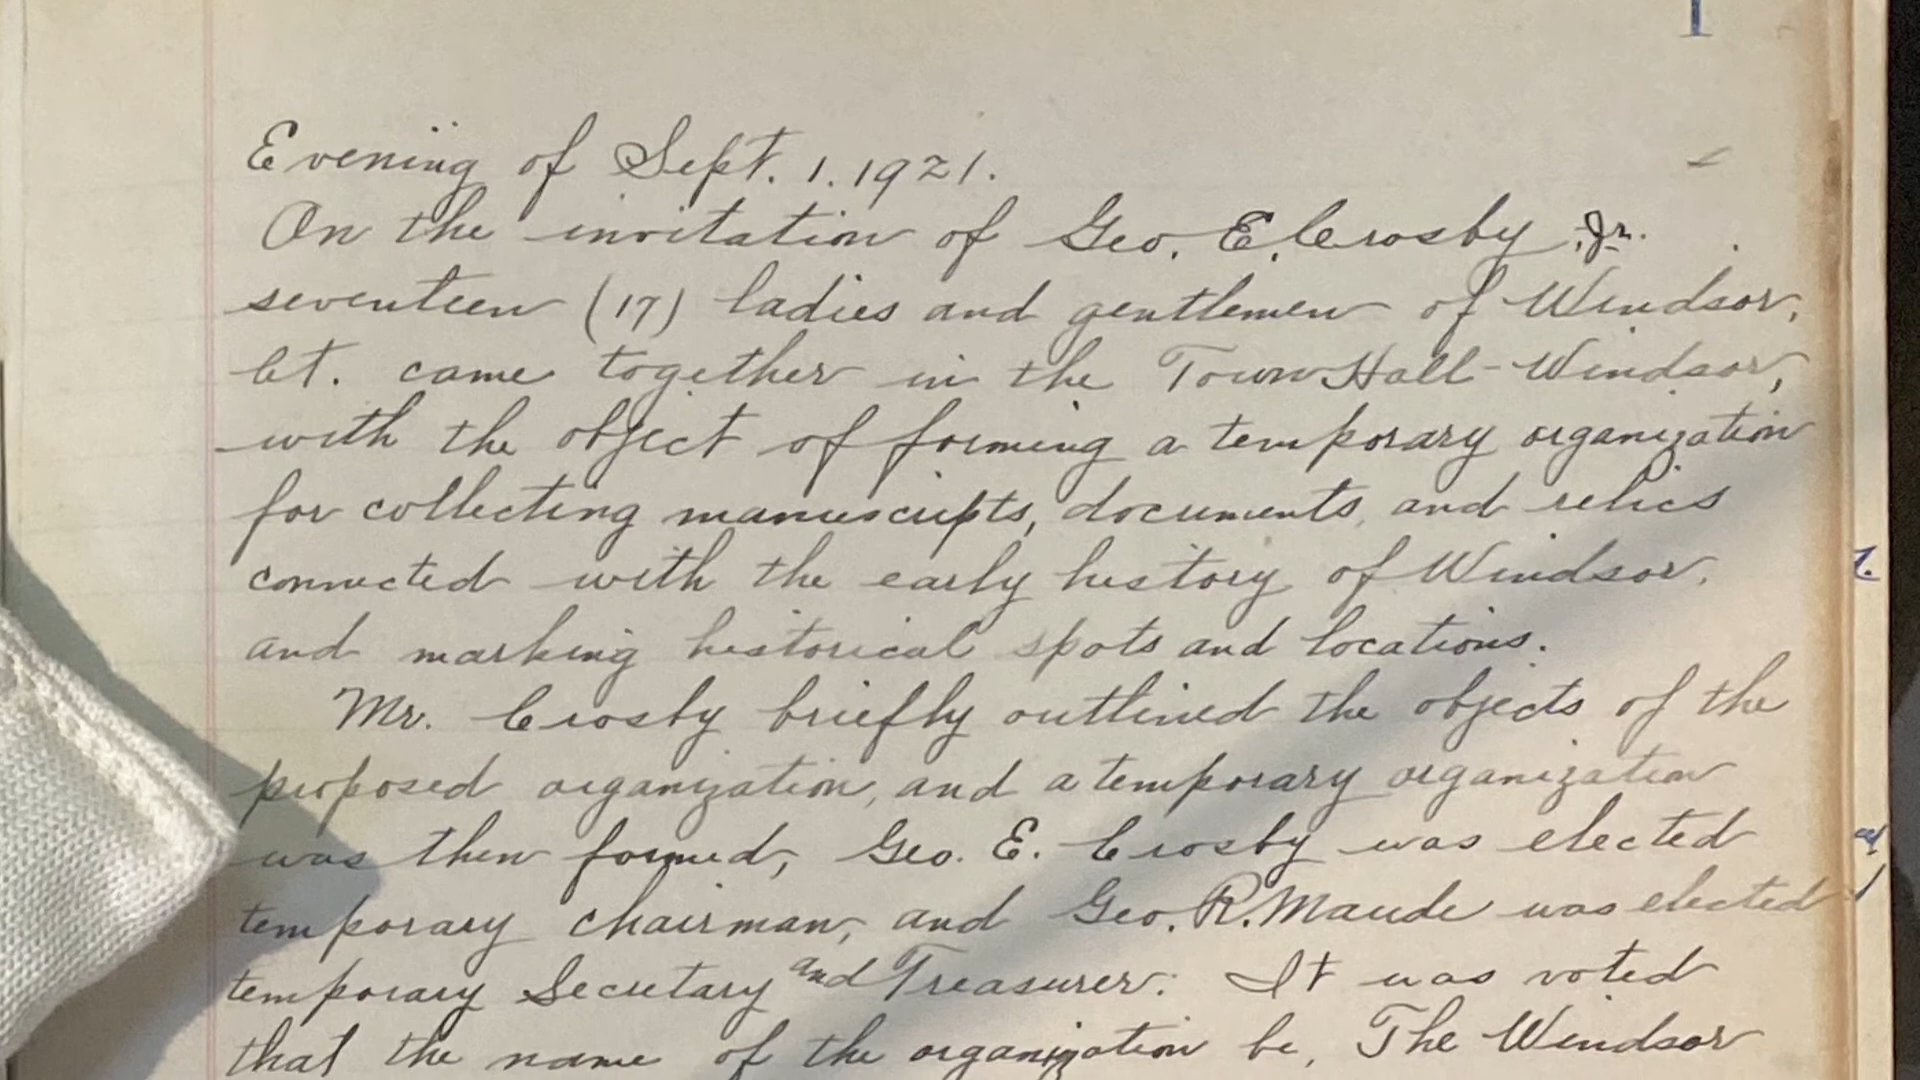 1
Evening of Sept. 1. 1921.
On the invitation of Geo. E. Crosby, Jr.
seventeen (17) ladies and gentlemen of Windsor,
Ct. came together in the Town Hall - Windsor,
with the object of forming a temporary organization
for collecting manuscripts, documents, and relics
connected with the early history of Windsor,
and marking historical spots and locations.
Mr. Crosby briefly outlined the objects of the
proposed organization, and a temporary organization
was then formed, Geo. E. Crosby was elected
temporary chairman, and Geo. R. Maude was elected
temporary Secretary and Treasurer. It was voted
that the name of the organization be, The Windsor